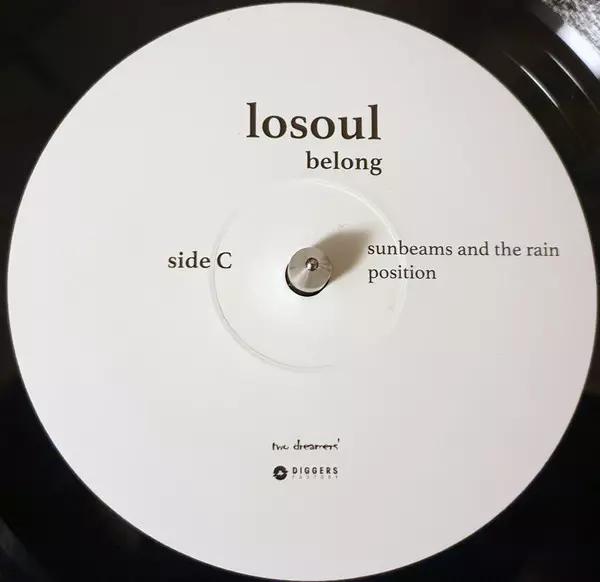 losoul
belong
side C
sunbeams and the rain
position
two dreamers'
DIGGERS
FACTORY